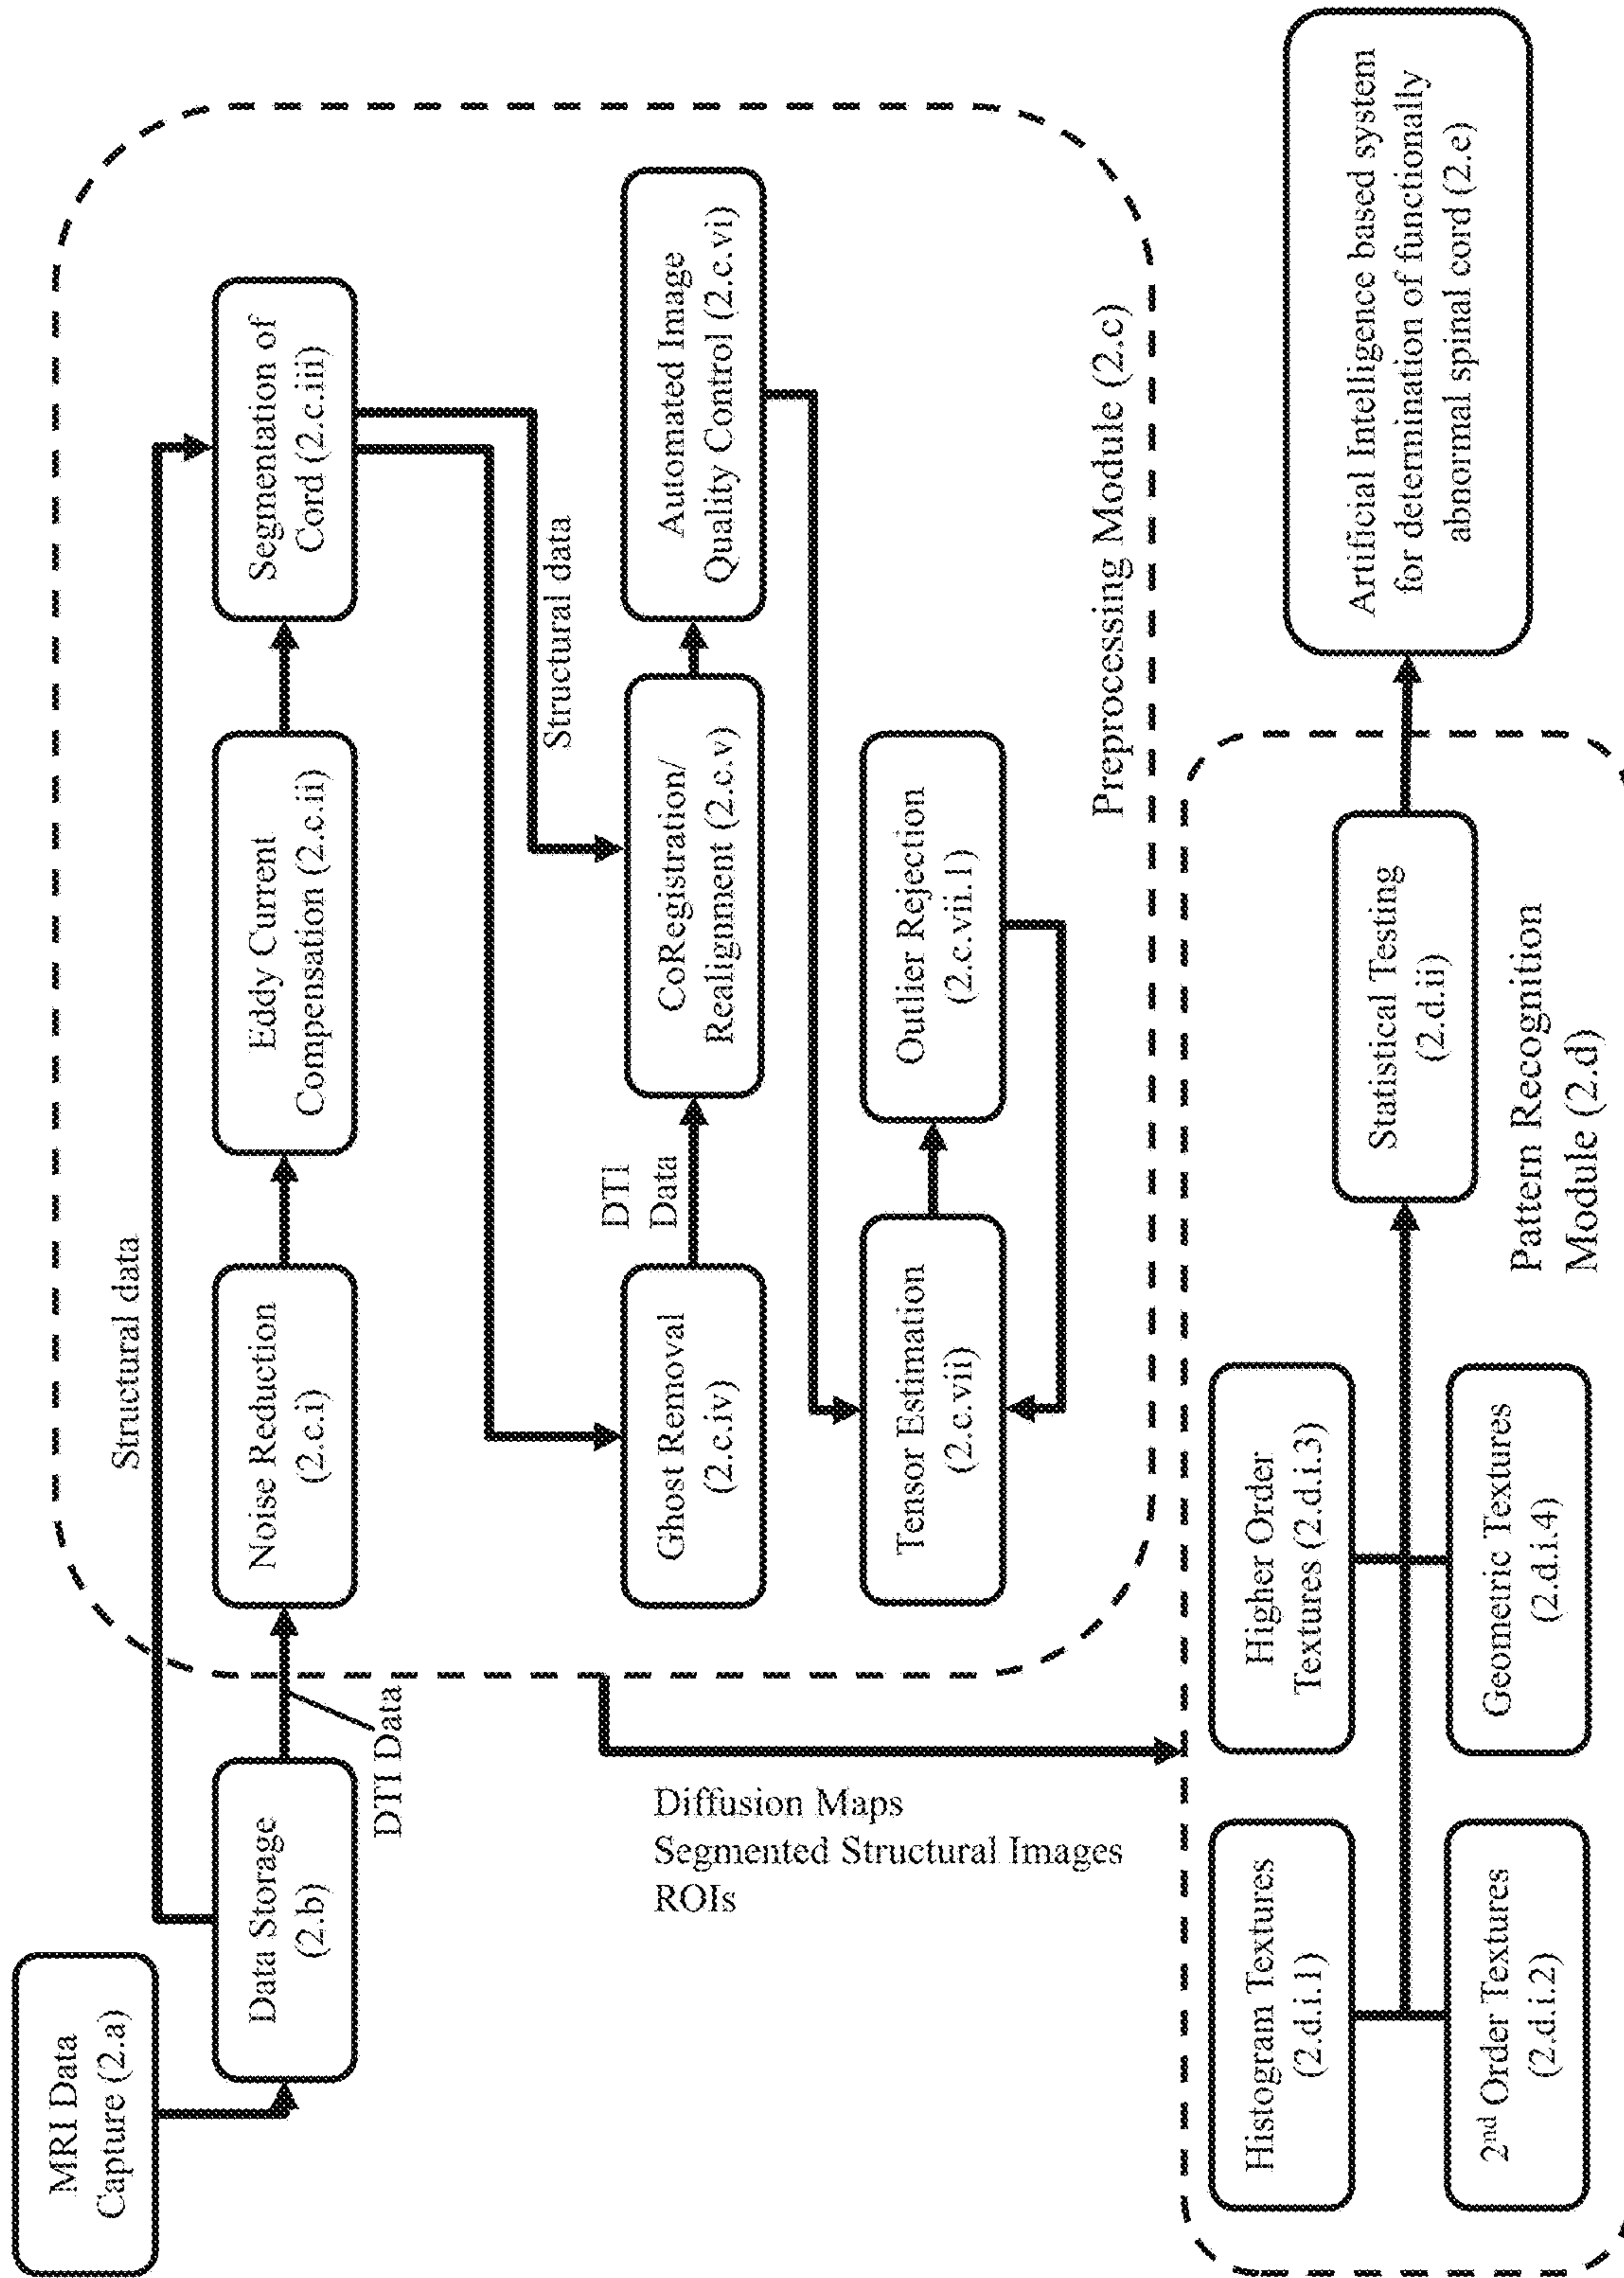 MRI Data
Capture (2.a)
Data Storage
(2.b)
Structural data
DTI Data
Noise Reduction
(2.c.i)
Eddy Current
Compensation (2.c.ii)
Segmentation of
Cord (2.c.iii)
Structural data
Ghost Removal
(2.c.iv)
DTI
Data
CoRegistration/
Realignment (2.c.v)
Automated Image
Quality Control (2.c.vi)
Tensor Estimation
(2.c.vii)
Outlier Rejection
(2.c.vii.1)
Preprocessing Module (2.c)
Diffusion Maps
Segmented Structural Images
ROIs
Histogram Textures
(2.d.i.1)
Higher Order
Textures (2.d.i.3)
2nd Order Textures
(2.d.i.2)
Geometric Textures
(2.d.i.4)
Statistical Testing
(2.d.ii)
Pattern Recognition
Module (2.d)
Artificial Intelligence based system
for determination of functionally
abnormal spinal cord (2.e)